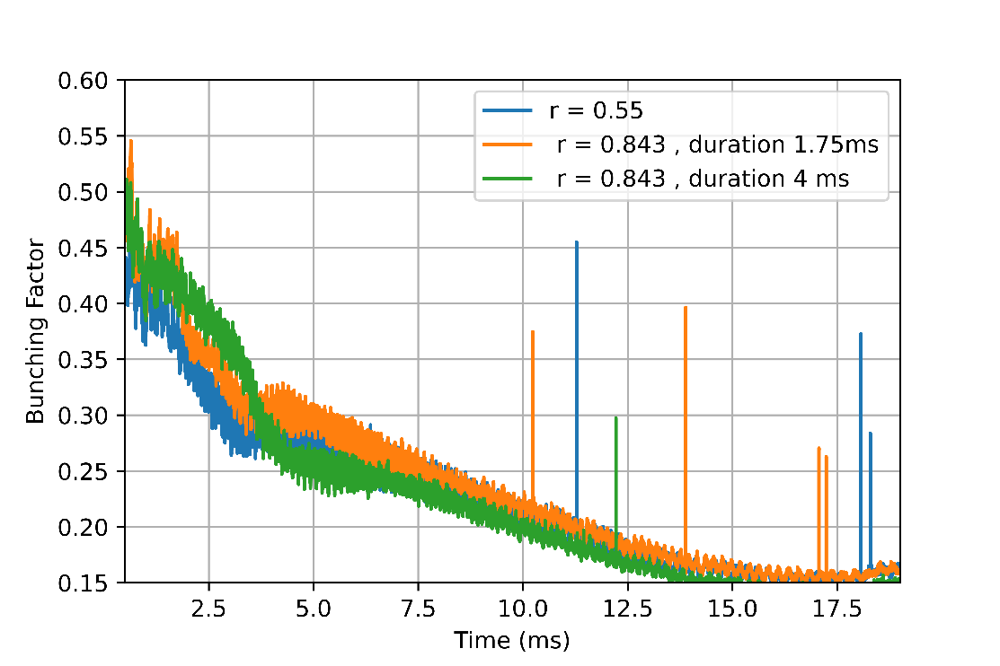 0.60
0.55
0.50
0.45
0.40
0.35
0.30
0.25
0.20
0.15
Bunching Factor
r = 0.55
r = 0.843 , duration 1.75ms
r = 0.843 , duration 4 ms
2.5 5.0 7.5 10.0 12.5 15.0 17.5
Time (ms)